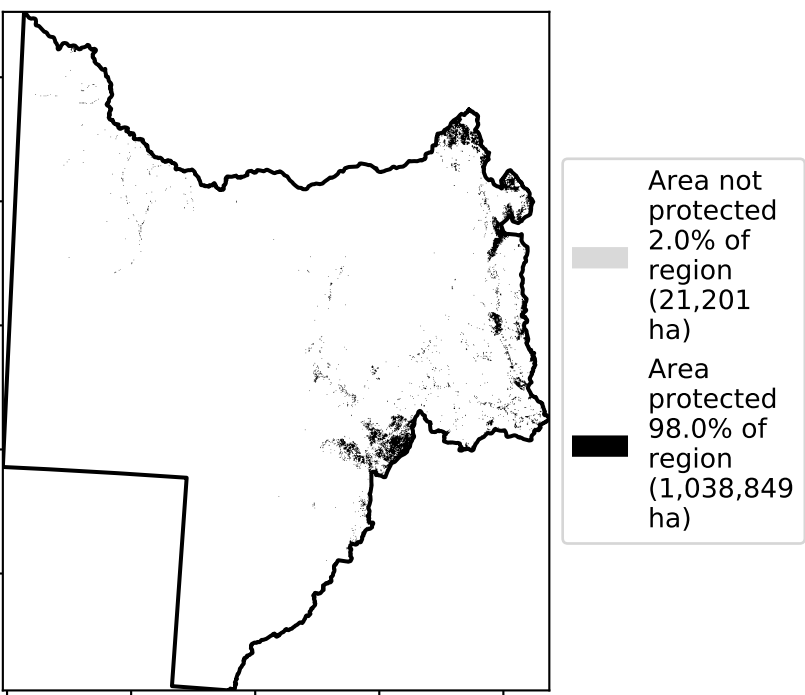 Area not
protected
2.0% of
region
(21,201
ha)
Area
protected
98.0% of
region
(1,038,849
ha)